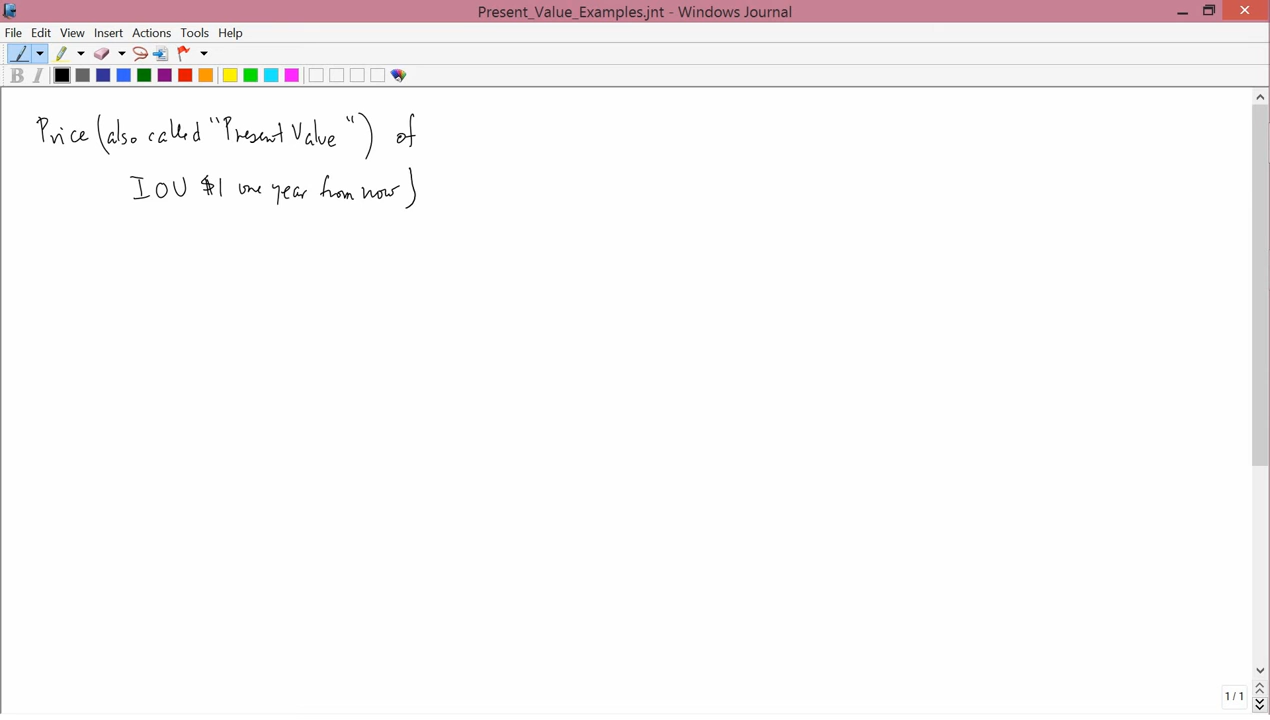 Present_Value_Examples.jnt - Windows Journal
File Edit View Insert Actions Tools Help
B I
Price (also called "Present Value") of
IOU $1 one year from now)
1 / 1